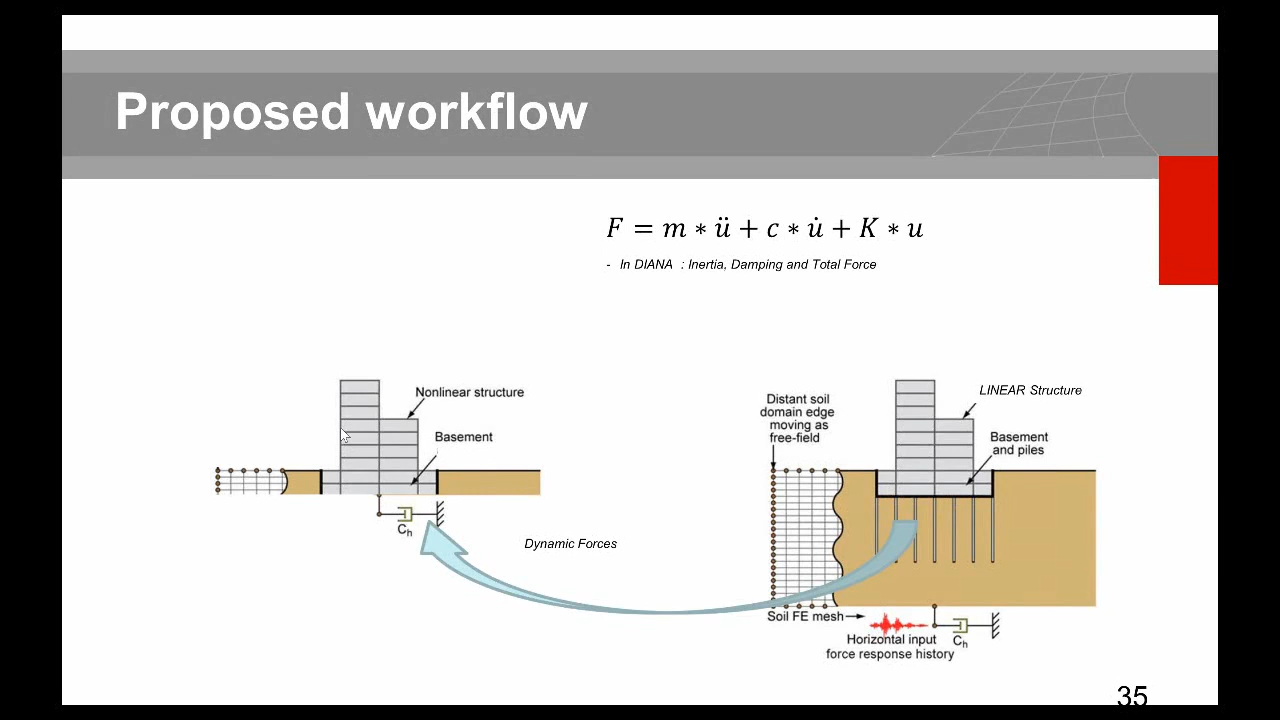 Proposed workflow
F = m ∗ ü + c ∗ u̇ + K ∗ u
- In DIANA : Inertia, Damping and Total Force
Nonlinear structure
Basement
C_h
Dynamic Forces
Distant soil
domain edge
moving as
free-field
LINEAR Structure
Basement
and piles
Soil FE mesh
Horizontal input
force response history
C_h
35